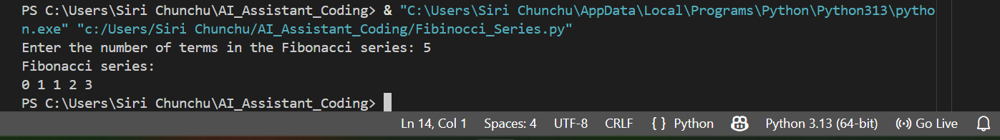 PS C:\Users\Siri Chunchu\AI_Assistant_Coding> & "C:\Users\Siri Chunchu\AppData\Local\Programs\Python\Python313\pytho
n.exe" "c:/Users/Siri Chunchu/AI_Assistant_Coding/Fibinocci_Series.py"
Enter the number of terms in the Fibonacci series: 5
Fibonacci series:
0 1 1 2 3
PS C:\Users\Siri Chunchu\AI_Assistant_Coding>
Ln 14, Col 1 Spaces: 4 UTF-8 CRLF { } Python Python 3.13 (64-bit) Go Live